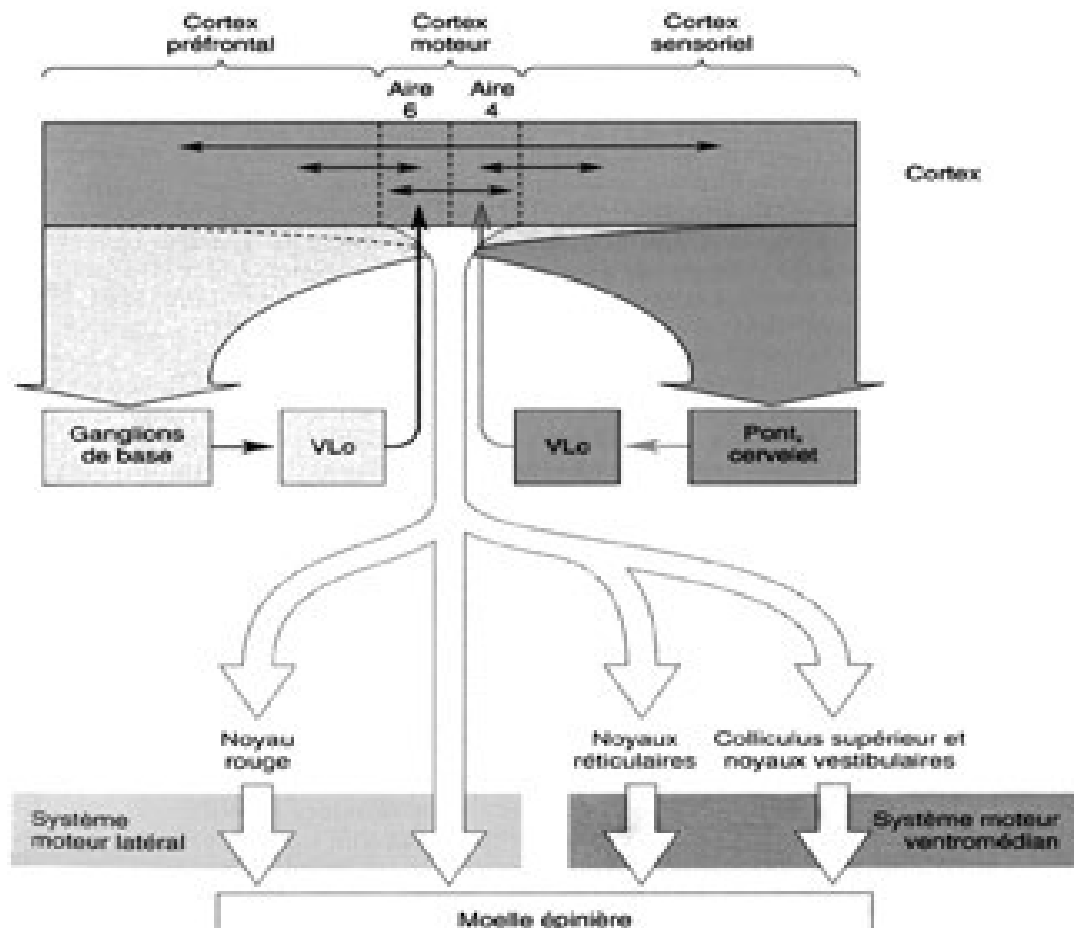 Cortex
préfrontal
Cortex
moteur
Cortex
sensoriel
Aire
6
Aire
4
Cortex
Ganglions
de base
VLo
VLo
Pont,
cervelet
Noyau
rouge
Noyaux
réticulaires
Colliculus supérieur et
noyaux vestibulaires
Système
moteur latéral
Système moteur
ventromédian
Moelle épinière